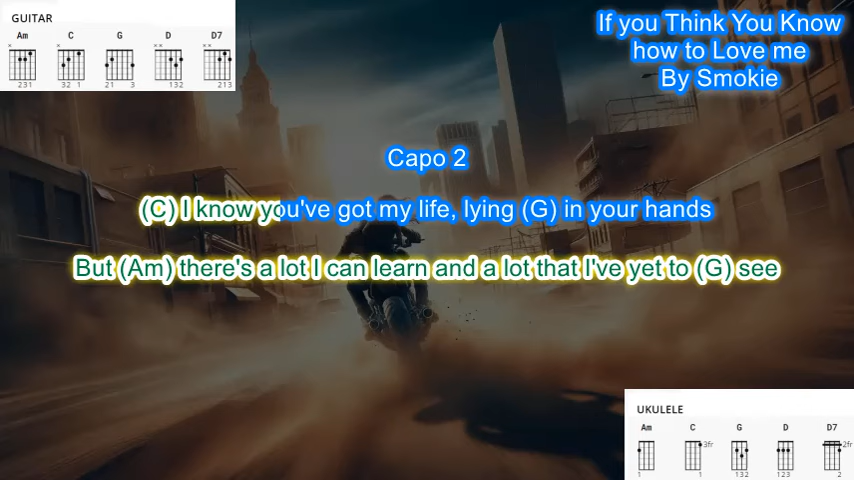 GUITAR
Am C G D D7
x x xx xx
231 32 1 21 3 132 213
If you Think You Know
how to Love me
By Smokie
Capo 2
(C) I know you've got my life, lying (G) in your hands
But (Am) there's a lot I can learn and a lot that I've yet to (G) see
UKULELE
Am C G D D7
3fr 2fr
1 1 132 123 2